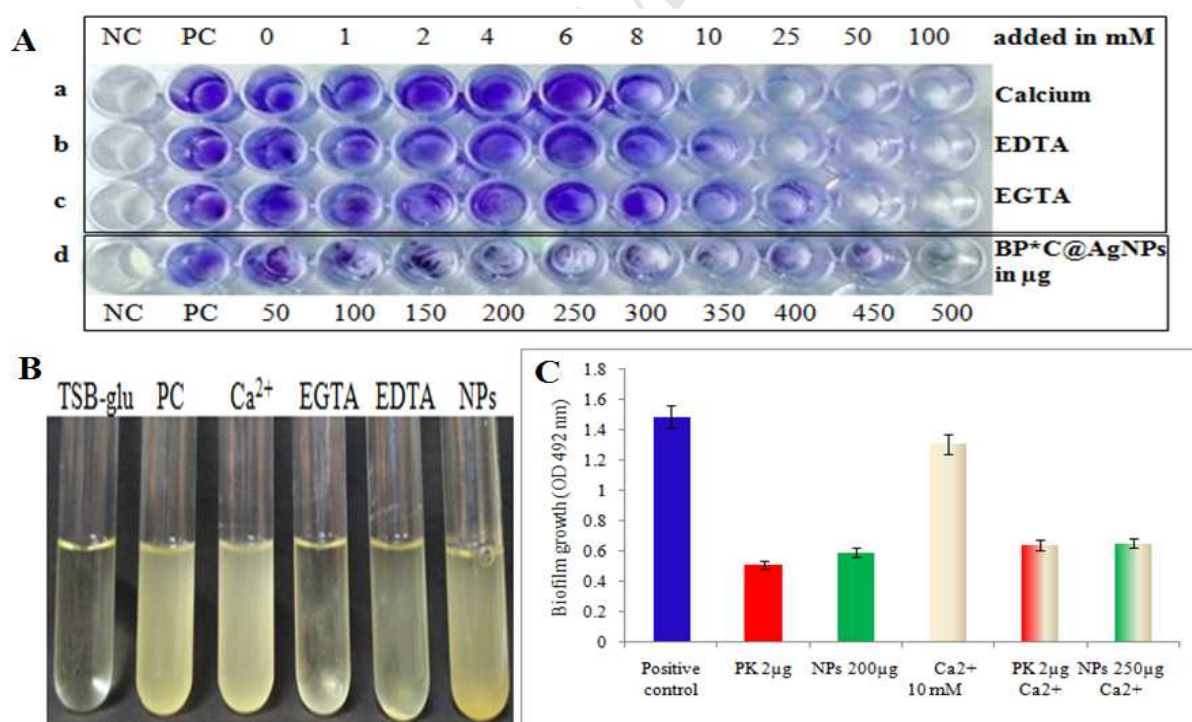 A
NC PC 0 1 2 4 6 8 10 25 50 100 added in mM
a Calcium
b EDTA
c EGTA
d BP*C@AgNPs
in µg
NC PC 50 100 150 200 250 300 350 400 450 500
B
TSB-glu PC Ca²⁺ EGTA EDTA NPs
C
Biofilm growth (OD 492 nm)
1.8
1.6
1.4
1.2
1
0.8
0.6
0.4
0.2
0
Positive PK 2µg NPs 200µg Ca2+ PK 2µg NPs 250µg
control 10 mM Ca2+ Ca2+